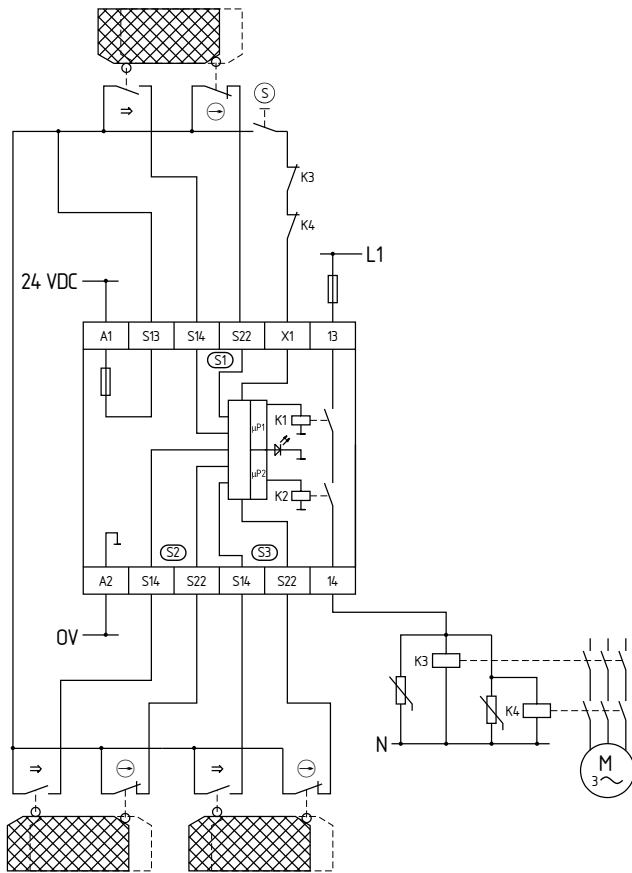 S
K3
K4
L1
24 VDC
A1 S13 S14 S22 X1 13
S1
K1
µP1
µP2
K2
S2 S3
A2 S14 S22 S14 S22 14
0V
K3
K4
N
M
3